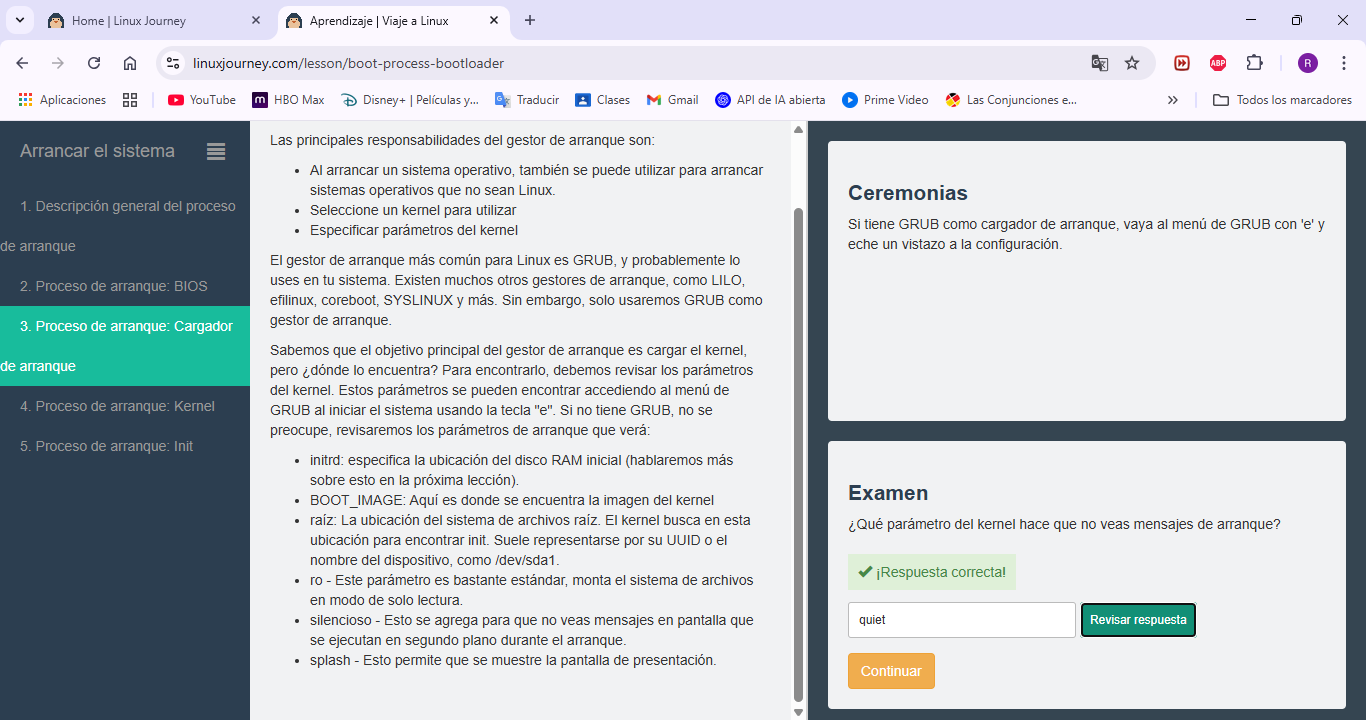 Home | Linux Journey
Aprendizaje | Viaje a Linux
linuxjourney.com/lesson/boot-process-bootloader
ABP
R
Aplicaciones
YouTube
HBO Max
Disney+ | Películas y...
Traducir
Clases
Gmail
API de IA abierta
Prime Video
Las Conjunciones e...
Todos los marcadores
Arrancar el sistema
1. Descripción general del proceso
de arranque
2. Proceso de arranque: BIOS
3. Proceso de arranque: Cargador
de arranque
4. Proceso de arranque: Kernel
5. Proceso de arranque: Init
Las principales responsabilidades del gestor de arranque son:
• Al arrancar un sistema operativo, también se puede utilizar para arrancar
sistemas operativos que no sean Linux.
• Seleccione un kernel para utilizar
• Especificar parámetros del kernel
El gestor de arranque más común para Linux es GRUB, y probablemente lo
uses en tu sistema. Existen muchos otros gestores de arranque, como LILO,
efilinux, coreboot, SYSLINUX y más. Sin embargo, solo usaremos GRUB como
gestor de arranque.
Sabemos que el objetivo principal del gestor de arranque es cargar el kernel,
pero ¿dónde lo encuentra? Para encontrarlo, debemos revisar los parámetros
del kernel. Estos parámetros se pueden encontrar accediendo al menú de
GRUB al iniciar el sistema usando la tecla "e". Si no tiene GRUB, no se
preocupe, revisaremos los parámetros de arranque que verá:
• initrd: especifica la ubicación del disco RAM inicial (hablaremos más
sobre esto en la próxima lección).
• BOOT_IMAGE: Aquí es donde se encuentra la imagen del kernel
• raíz: La ubicación del sistema de archivos raíz. El kernel busca en esta
ubicación para encontrar init. Suele representarse por su UUID o el
nombre del dispositivo, como /dev/sda1.
• ro - Este parámetro es bastante estándar, monta el sistema de archivos
en modo de solo lectura.
• silencioso - Esto se agrega para que no veas mensajes en pantalla que
se ejecutan en segundo plano durante el arranque.
• splash - Esto permite que se muestre la pantalla de presentación.
Ceremonias
Si tiene GRUB como cargador de arranque, vaya al menú de GRUB con 'e' y
eche un vistazo a la configuración.
Examen
¿Qué parámetro del kernel hace que no veas mensajes de arranque?
¡Respuesta correcta!
quiet
Revisar respuesta
Continuar